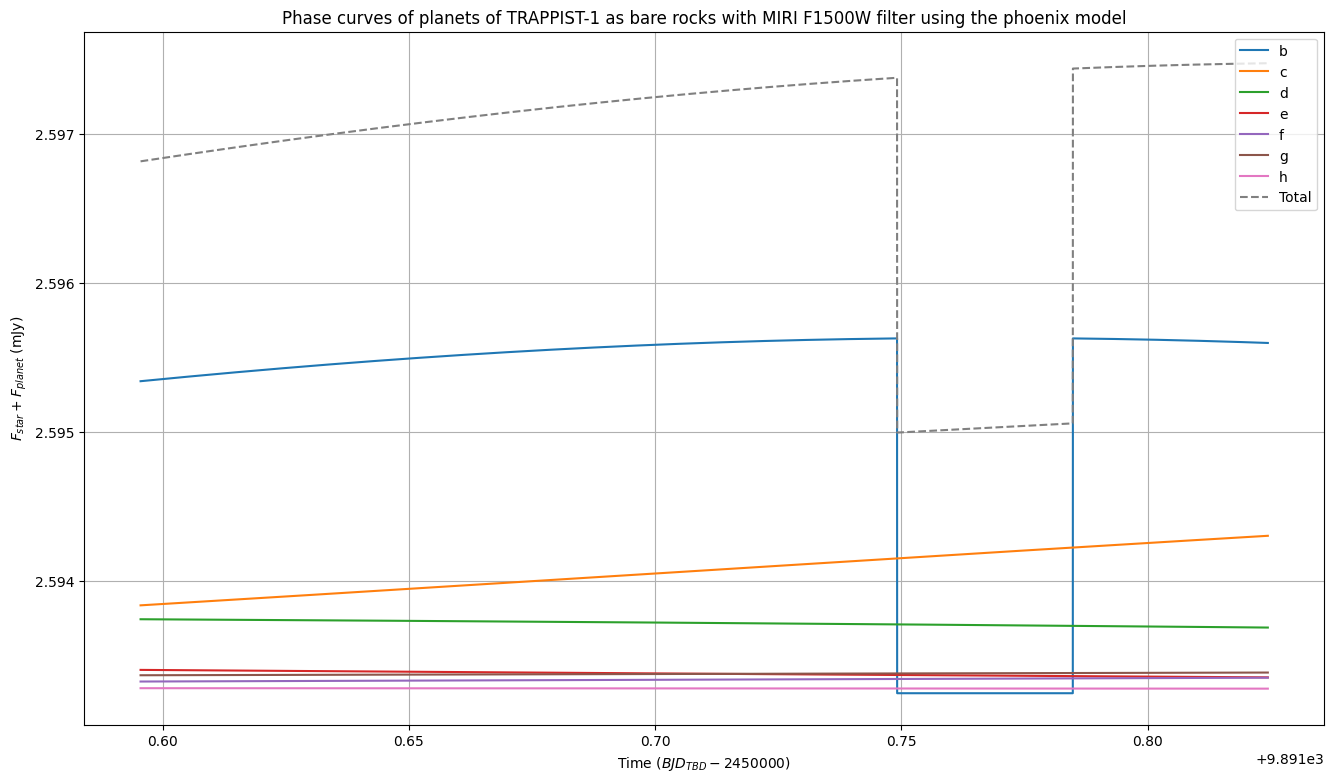 Phase curves of planets of TRAPPIST-1 as bare rocks with MIRI F1500W filter using the phoenix model
b
c
d
e
f
g
h
Total
2.597
2.596
2.595
2.594
F_{star} + F_{planet} (mJy)
0.60 0.65 0.70 0.75 0.80
+9.891e3
Time (BJD_{TBD} − 2450000)